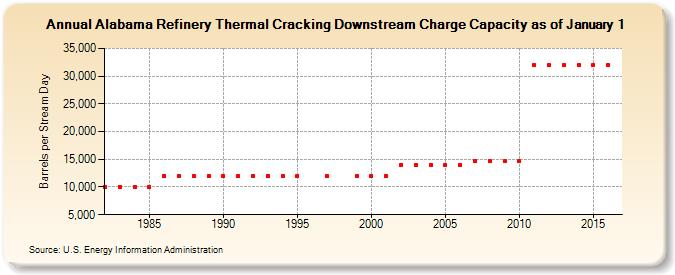 Annual Alabama Refinery Thermal Cracking Downstream Charge Capacity as of January 1
Barrels per Stream Day
35,000
30,000
25,000
20,000
15,000
10,000
5,000
1985 1990 1995 2000 2005 2010 2015
Source: U.S. Energy Information Administration